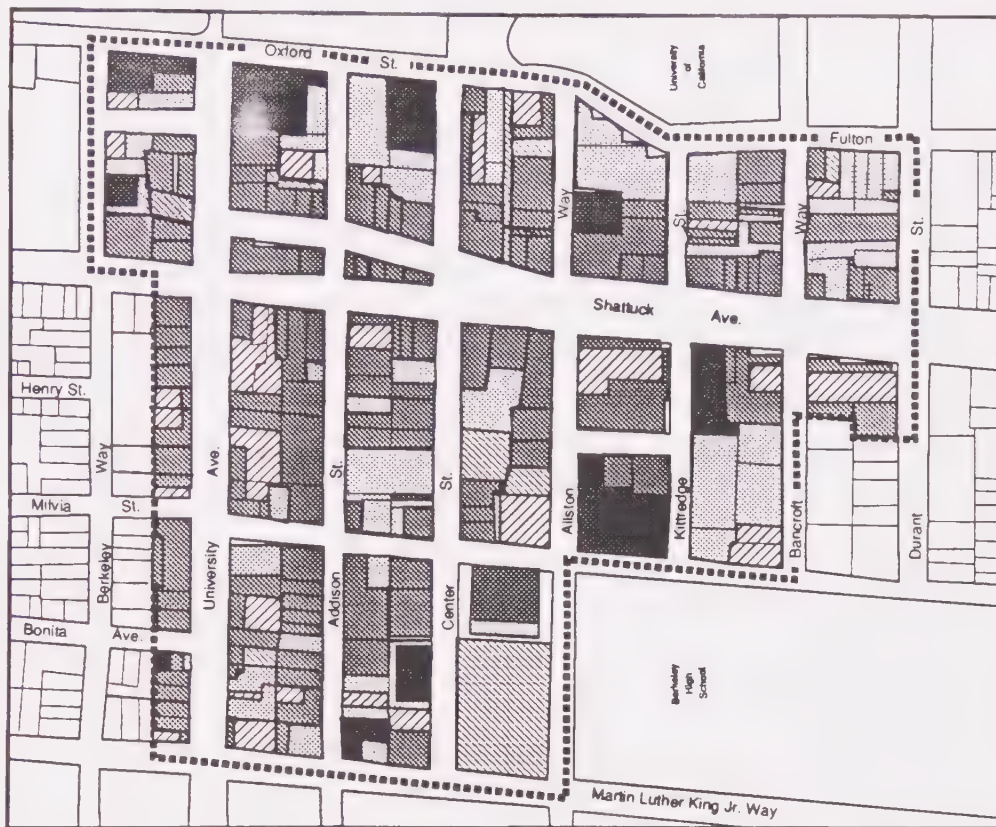 Oxford
St.
University
of
California
Fulton
St.
Way
St.
Way
Shattuck
Ave.
Henry St.
Way
Ave.
St.
St.
Milvia
St.
Allston
Kittredge
Bancroft
Durant
Berkeley
University
Addison
Center
Bonita
Ave.
Berkeley
High
School
Martin Luther King Jr. Way